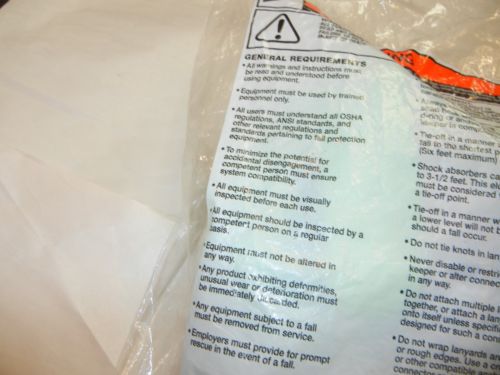 GENERAL REQUIREMENTS
• All warnings and instructions must
be read and understood before
using equipment.
• Equipment must be used by trained
personnel only.
• All users must understand all OSHA
regulations, ANSI standards, and
other relevant regulations and
standards pertaining to fall protection
equipment.
• To minimize the potential for
accidental disengagement, a
competent person must ensure
system compatibility.
• All equipment must be visually
inspected before each use.
• All equipment should be inspected by a
competent person on a regular
basis.
• Equipment must not be altered in
any way.
• Any product exhibiting deformities,
unusual wear or deterioration must
be immediately discarded.
• Any equipment subject to a fall
must be removed from service.
• Employers must provide for prompt
rescue in the event of a fall.
• Tie-off in a manner
fall in the shortest
(Six feet maximum)
• Shock absorbers ca
to 3-1/2 feet. This
must be considered
a tie-off point.
• Tie-off in a manner
a lower level will not
should a fall occur.
• Do not tie knots in lan
• Never disable or rest
keeper or alter connec
in any way.
• Do not attach multiple
together, or attach a
onto itself unless specific
designed for such a conn
• Do not wrap lanyards
or rough edges. Use a
or other compatible